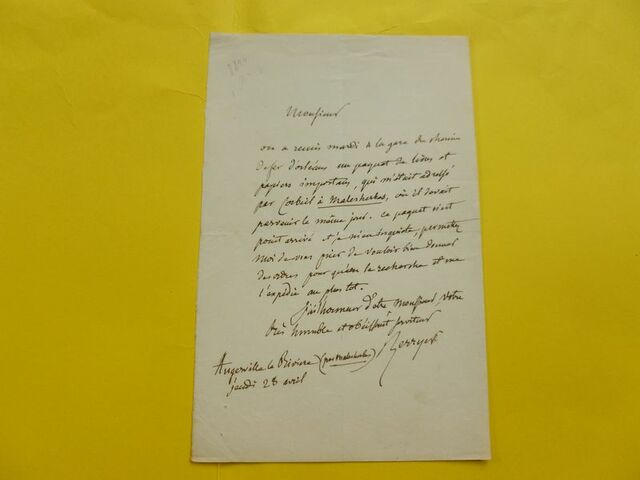 Monsieur
on a remis mardi à la gare du chemin
de fer d'orléans un paquet de livres et
papiers importans, qui m'était adressé
par Corbeil à Malesherbes, où il devait
parvenir le même jour. Ce paquet n'est
point arrivé et je m'en inquiète, permettez
moi de vous prier de vouloir bien donner
des ordres pour qu'on le recherche et me
l'expédie au plus tôt.
J'ai l'honneur d'être Monsieur, votre
très humble et obéissant serviteur
Berryer
Augerville la Rivière (par Malesherbes)
jeudi 28 avril